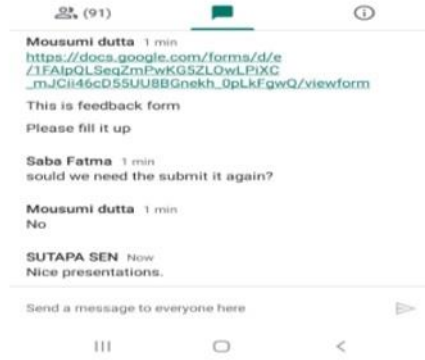 (91)
Mousumi dutta 1 min
https://docs.google.com/forms/d/e
/1FAIpQLSeqZmPwKG5ZLOwLPiXC
_mJCii46cD55UU8BGnekh_0pLkFgwQ/viewform
This is feedback form
Please fill it up
Saba Fatma 1 min
sould we need the submit it again?
Mousumi dutta 1 min
No
SUTAPA SEN Now
Nice presentations.
Send a message to everyone here